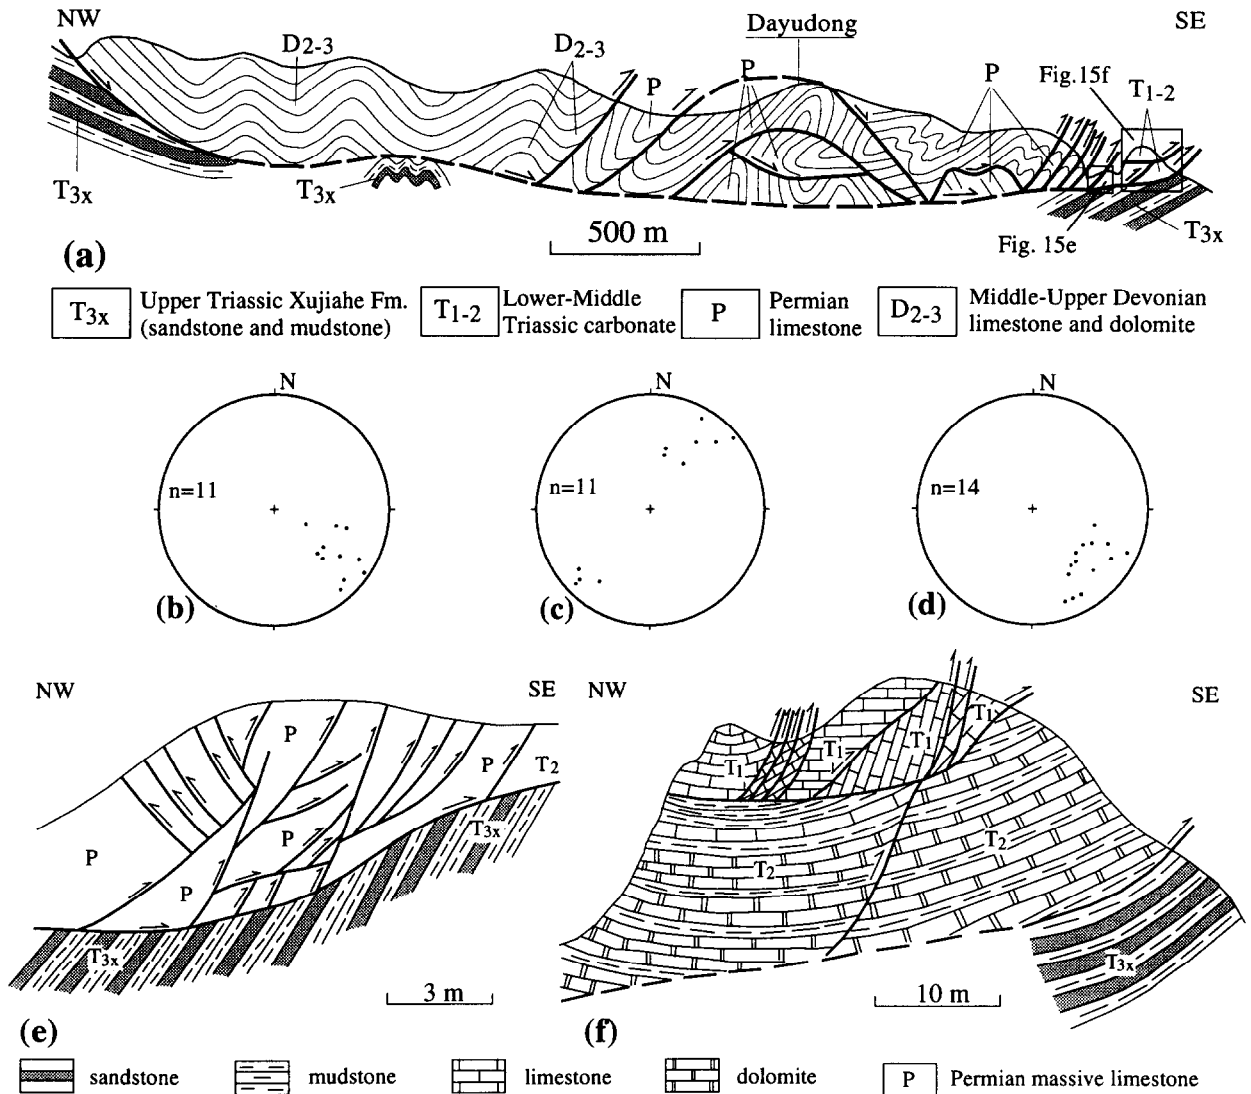 NW
Dayudong
SE
D2-3
D2-3
P
P
P
Fig.15f
T1-2
T3x
T3x
T3x
Fig. 15e
500 m
(a)
T3x
Upper Triassic Xujiahe Fm.
(sandstone and mudstone)
T1-2
Lower-Middle
Triassic carbonate
P
Permian
limestone
D2-3
Middle-Upper Devonian
limestone and dolomite
N
N
N
n=11
n=11
n=14
(b)
(c)
(d)
NW
SE
P
P
T2
P
P
P
T3x
T3x
3 m
(e)
NW
SE
T1
T1
T1
T1
T2
T2
T3x
10 m
(f)
sandstone
mudstone
limestone
dolomite
P
Permian massive limestone